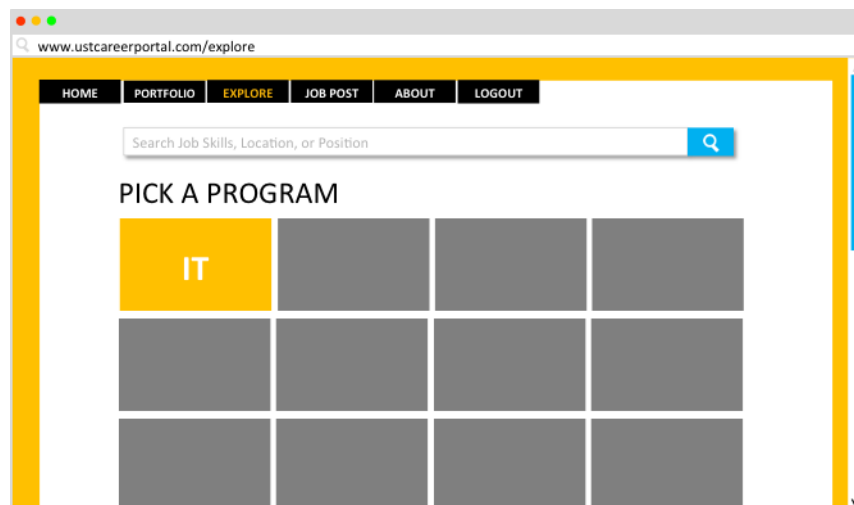 www.ustcareerportal.com/explore
HOME PORTFOLIO EXPLORE JOB POST ABOUT LOGOUT
Search Job Skills, Location, or Position
PICK A PROGRAM
IT